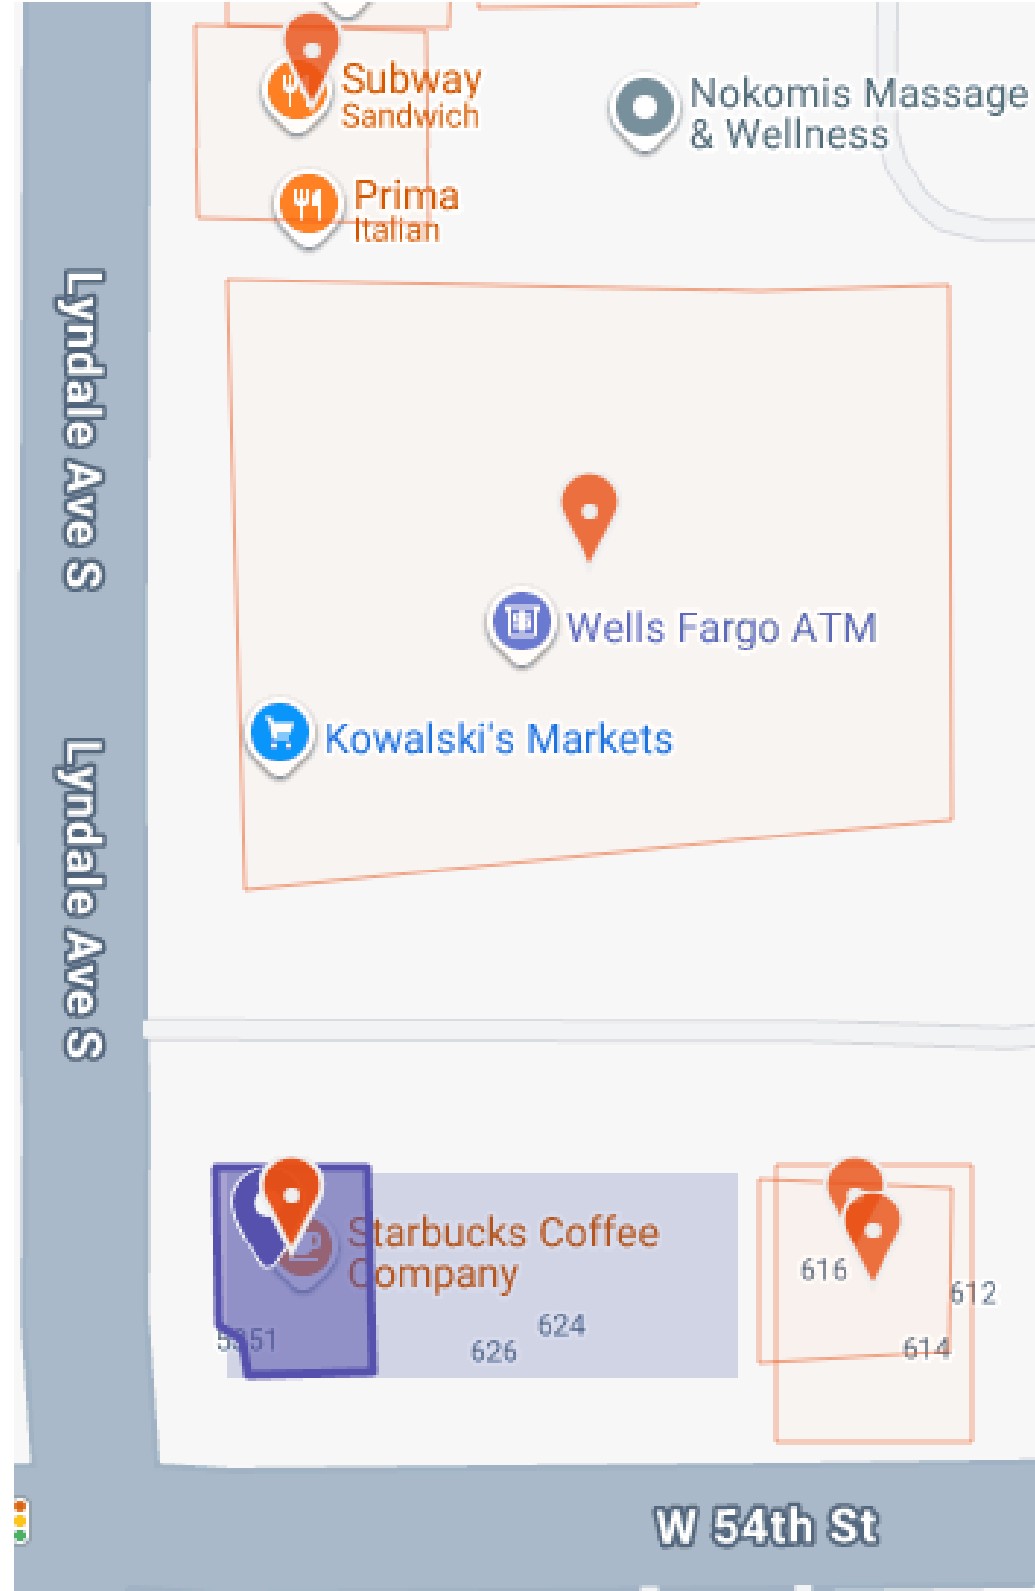 Subway
Sandwich
Nokomis Massage
& Wellness
Prima
Italian
Lyndale Ave S
Wells Fargo ATM
Kowalski's Markets
Lyndale Ave S
Starbucks Coffee
Company
616
612
624
614
626
5351
W 54th St